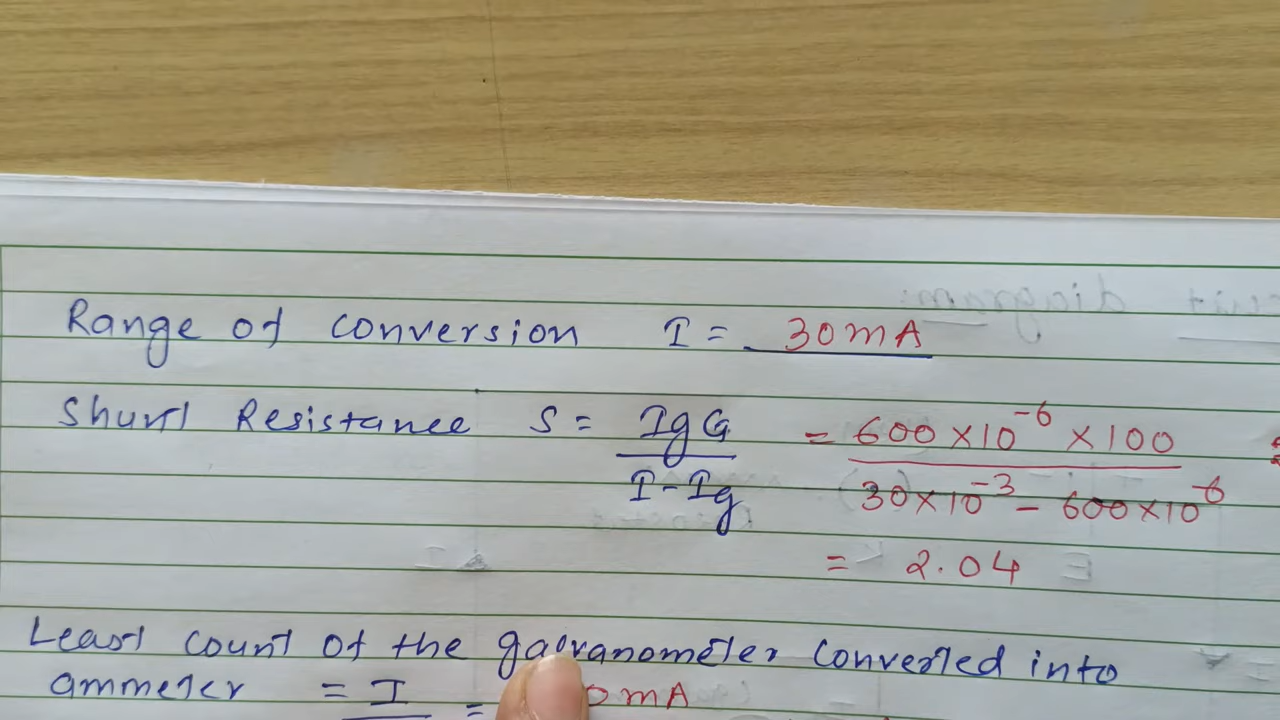 Range of conversion I = 30mA
Shunt Resistance S = IgG / I-Ig = 600×10⁻⁶ ×100 / 30×10⁻³ - 600×10⁻⁶
= 2.04
Least count of the galvanometer converted into
ammeter = I =